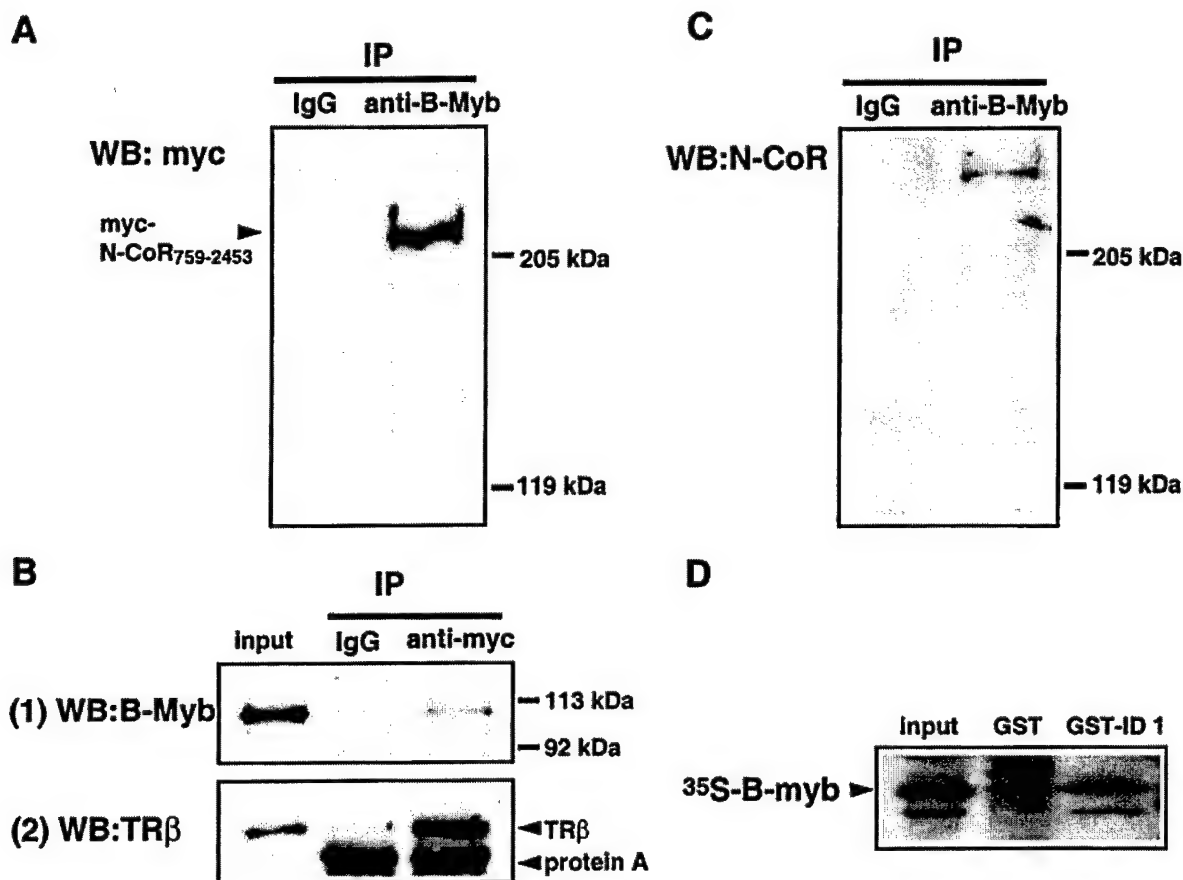 A
IP
IgG anti-B-Myb
WB: myc
myc-
N-CoR759-2453
205 kDa
119 kDa
C
IP
IgG anti-B-Myb
WB:N-CoR
205 kDa
119 kDa
B
IP
input IgG anti-myc
(1) WB:B-Myb
113 kDa
92 kDa
(2) WB:TRβ
TRβ
protein A
D
input GST GST-ID 1
35S-B-myb